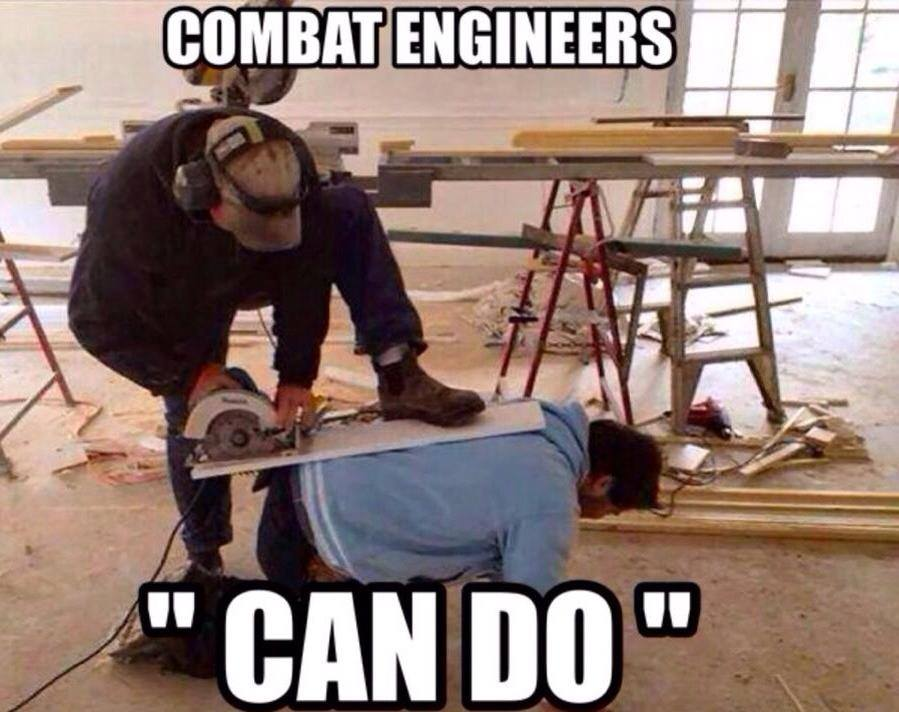 COMBAT ENGINEERS
" CAN DO "